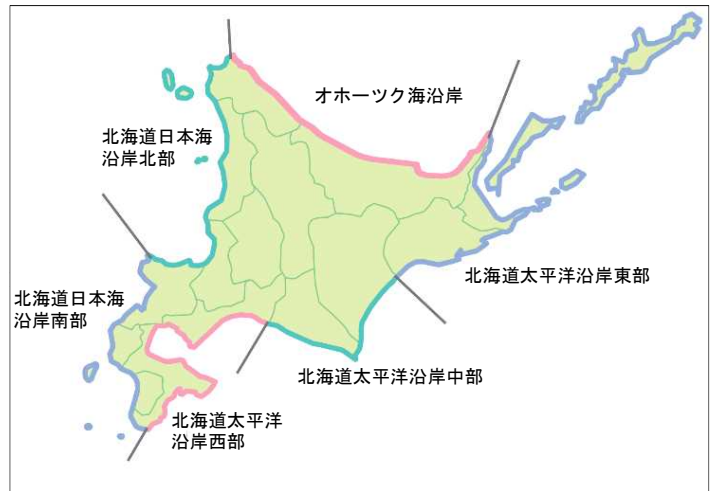 オホーツク海沿岸
北海道日本海
沿岸北部
北海道太平洋沿岸東部
北海道日本海
沿岸南部
北海道太平洋沿岸中部
北海道太平洋
沿岸西部